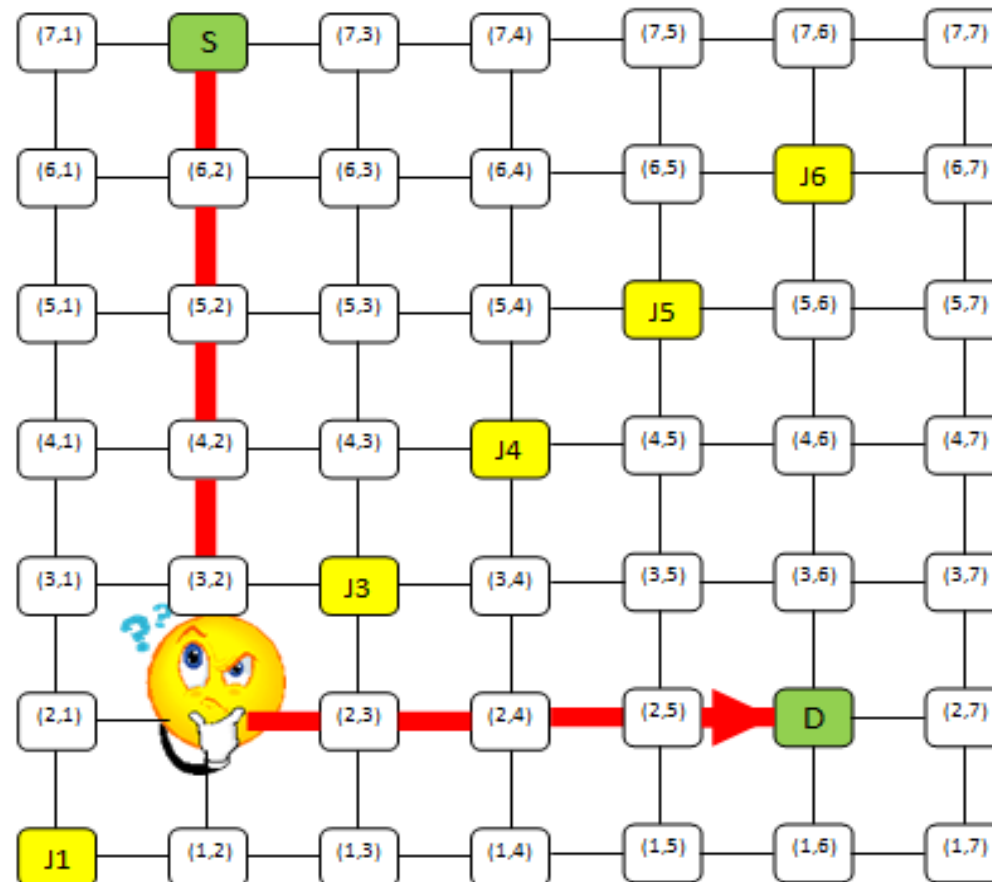 (7,1) S (7,3) (7,4) (7,5) (7,6) (7,7)
(6,1) (6,2) (6,3) (6,4) (6,5) J6 (6,7)
(5,1) (5,2) (5,3) (5,4) J5 (5,6) (5,7)
(4,1) (4,2) (4,3) J4 (4,5) (4,6) (4,7)
(3,1) (3,2) J3 (3,4) (3,5) (3,6) (3,7)
??
(2,1) (2,3) (2,4) (2,5) D (2,7)
J1 (1,2) (1,3) (1,4) (1,5) (1,6) (1,7)